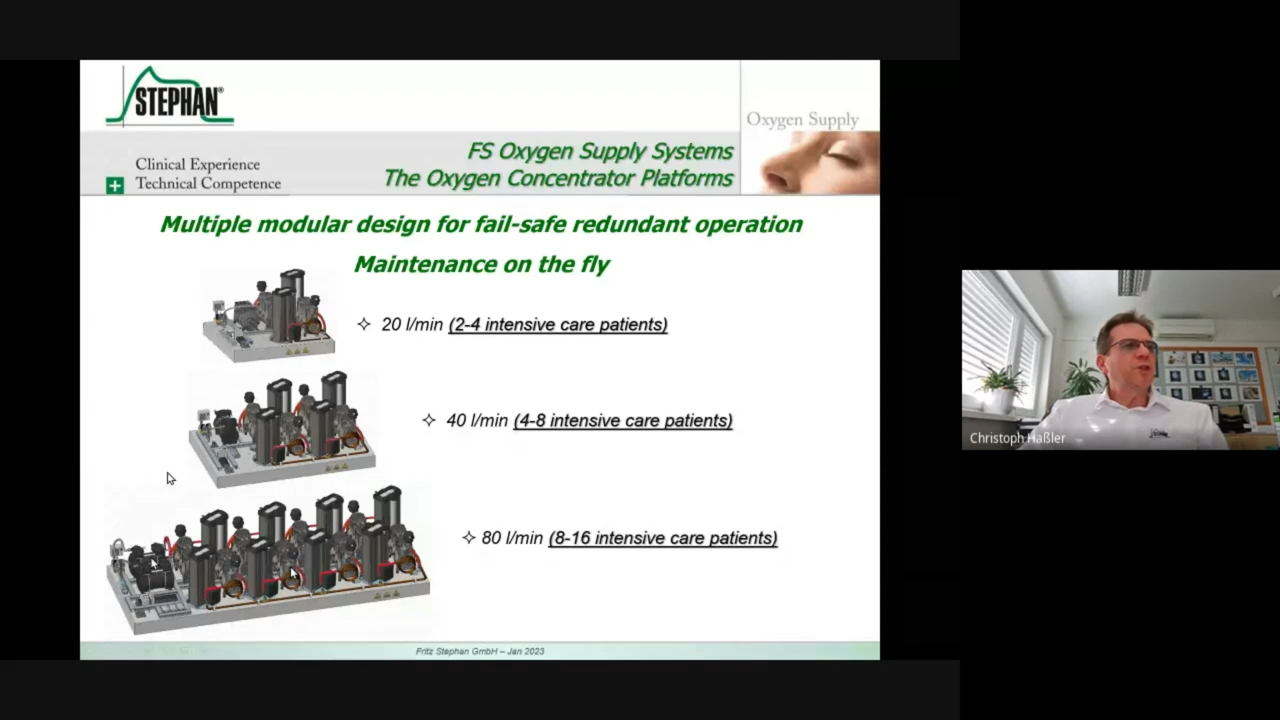 STEPHAN®
Oxygen Supply
Clinical Experience
Technical Competence
FS Oxygen Supply Systems
The Oxygen Concentrator Platforms
Multiple modular design for fail-safe redundant operation
Maintenance on the fly
20 l/min (2-4 intensive care patients)
40 l/min (4-8 intensive care patients)
80 l/min (8-16 intensive care patients)
Fritz Stephan GmbH – Jan 2023
Christoph Haßler